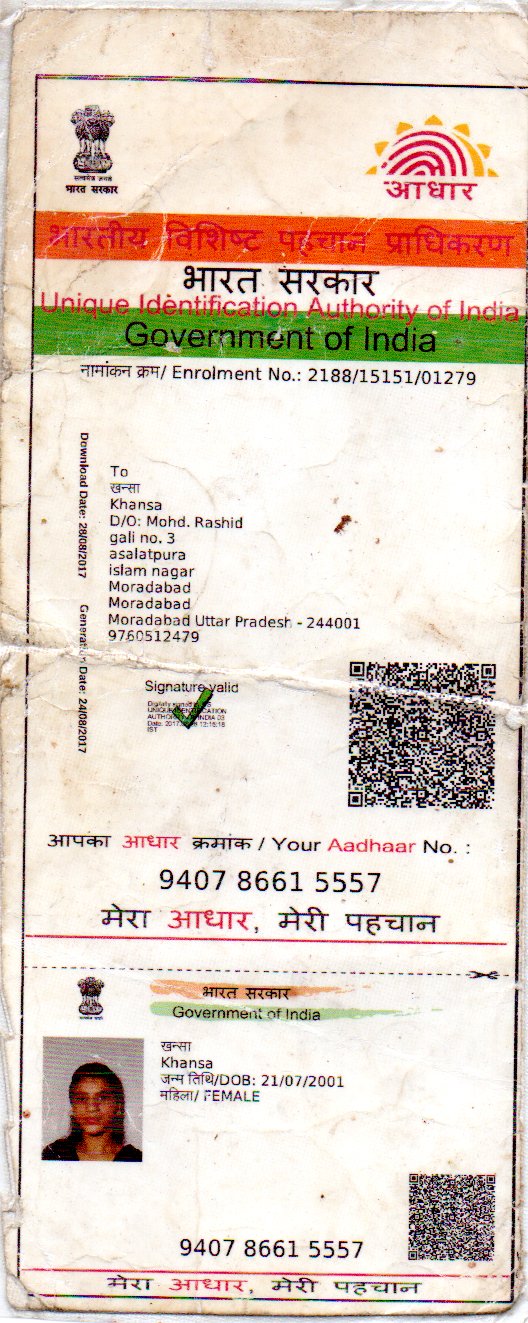 सत्यमेव जयते
भारत सरकार
आधार
भारतीय विशिष्ट पहचान प्राधिकरण
भारत सरकार
Unique Identification Authority of India
Government of India
नामांकन क्रम/ Enrolment No.: 2188/15151/01279
Download Date: 28/08/2017
Generation Date: 24/08/2017
To
खन्सा
Khansa
D/O: Mohd. Rashid
gali no. 3
asalatpura
islam nagar
Moradabad
Moradabad
Moradabad Uttar Pradesh - 244001
9760512479
Signature valid
आपका आधार क्रमांक / Your Aadhaar No. :
9407 8661 5557
मेरा आधार, मेरी पहचान
भारत सरकार
Government of India
खन्सा
Khansa
जन्म तिथि/DOB: 21/07/2001
महिला/ FEMALE
9407 8661 5557
मेरा आधार, मेरी पहचान